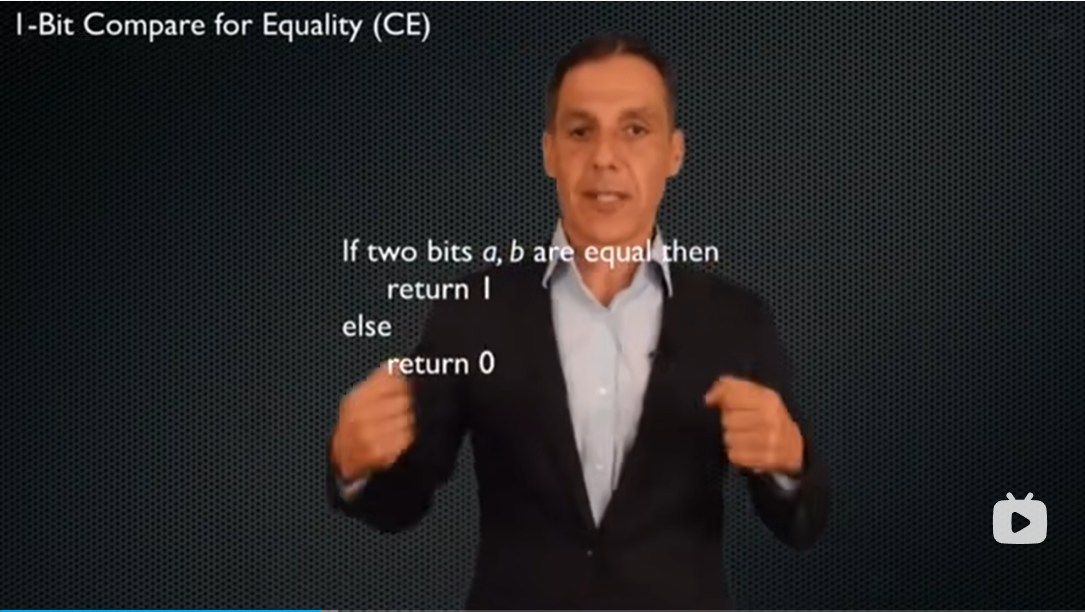 1-Bit Compare for Equality (CE)
If two bits a, b are equal then
return 1
else
return 0